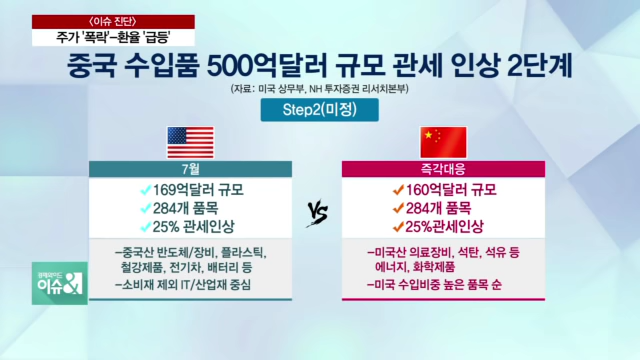 〈이슈 진단〉
주가 '폭락'–환율 '급등'
중국 수입품 500억달러 규모 관세 인상 2단계
(자료: 미국 상무부, NH 투자증권 리서치본부)
Step2(미정)
7월
✓169억달러 규모
✓284개 품목
✓25% 관세인상
–중국산 반도체/장비, 플라스틱,
철강제품, 전기차, 배터리 등
–소비재 제외 IT/산업재 중심
VS
즉각대응
✓160억달러 규모
✓284개 품목
✓25%관세인상
–미국산 의료장비, 석탄, 석유 등
에너지, 화학제품
–미국 수입비중 높은 품목 순
경제와이드
이슈&